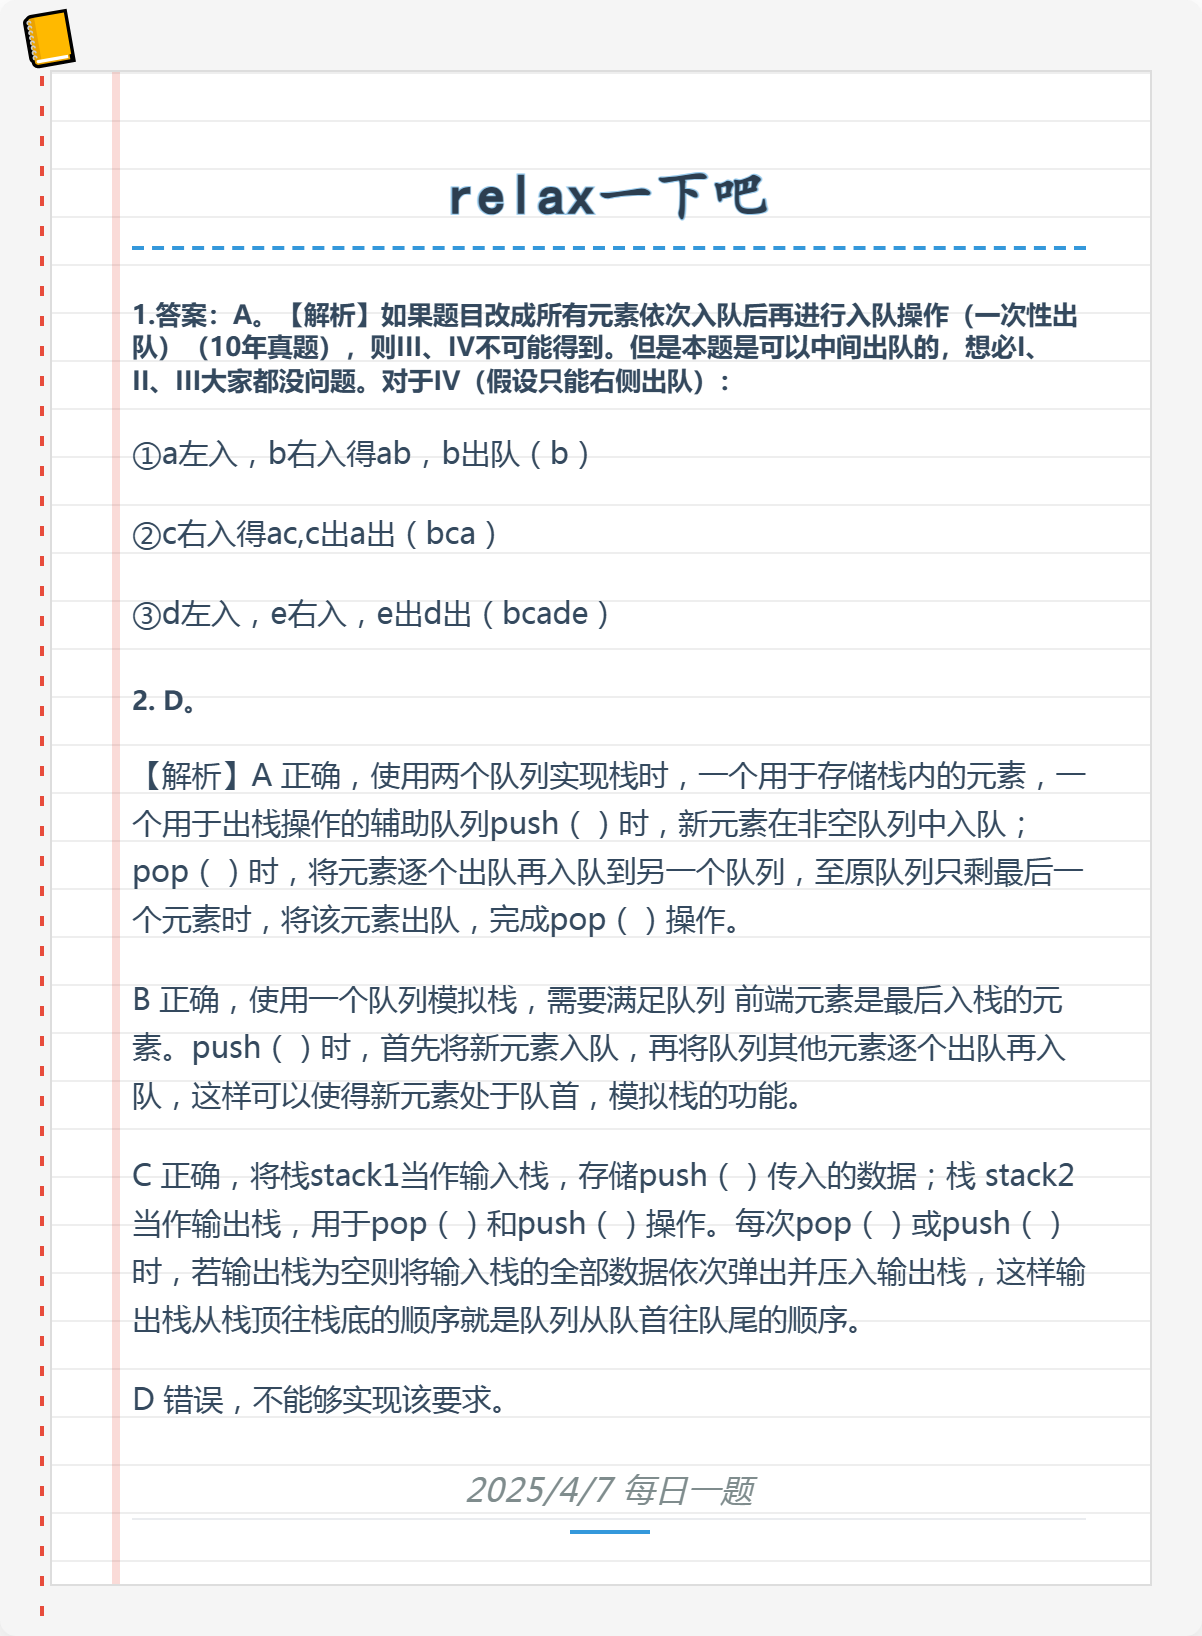 relax一下吧
1.答案：A。【解析】如果题目改成所有元素依次入队后再进行入队操作（一次性出
队）（10年真题），则III、IV不可能得到。但是本题是可以中间出队的，想必I、
II、III大家都没问题。对于IV（假设只能右侧出队）：
①a左入，b右入得ab，b出队（b）
②c右入得ac,c出a出（bca）
③d左入，e右入，e出d出（bcade）
2. D。
【解析】A 正确，使用两个队列实现栈时，一个用于存储栈内的元素，一
个用于出栈操作的辅助队列push（）时，新元素在非空队列中入队；
pop（）时，将元素逐个出队再入队到另一个队列，至原队列只剩最后一
个元素时，将该元素出队，完成pop（）操作。
B 正确，使用一个队列模拟栈，需要满足队列 前端元素是最后入栈的元
素。push（）时，首先将新元素入队，再将队列其他元素逐个出队再入
队，这样可以使得新元素处于队首，模拟栈的功能。
C 正确，将栈stack1当作输入栈，存储push（）传入的数据；栈 stack2
当作输出栈，用于pop（）和push（）操作。每次pop（）或push（）
时，若输出栈为空则将输入栈的全部数据依次弹出并压入输出栈，这样输
出栈从栈顶往栈底的顺序就是队列从队首往队尾的顺序。
D 错误，不能够实现该要求。
2025/4/7 每日一题